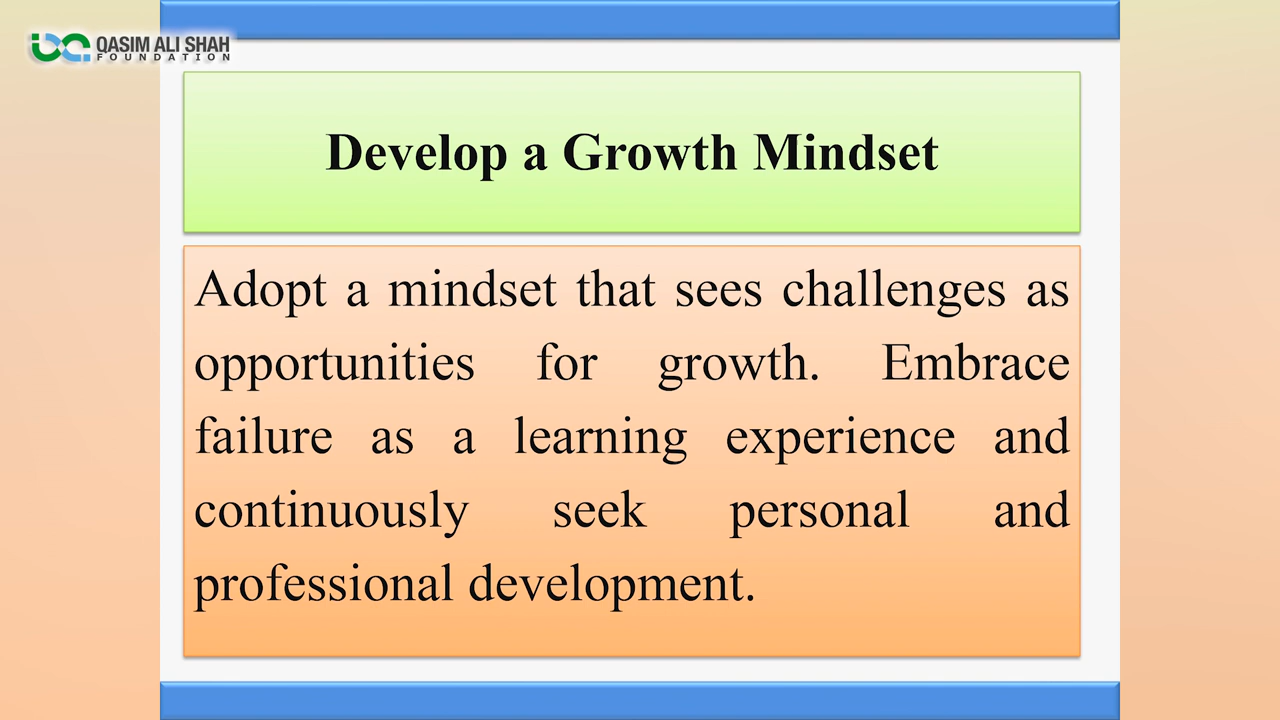 QASIM ALI SHAH
FOUNDATION
Develop a Growth Mindset
Adopt a mindset that sees challenges as
opportunities for growth. Embrace
failure as a learning experience and
continuously seek personal and
professional development.